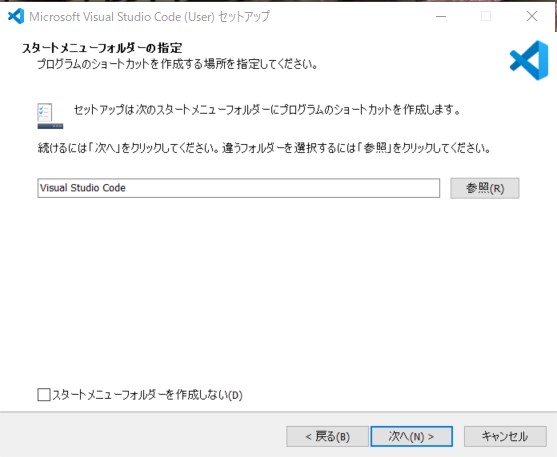 Microsoft Visual Studio Code (User) セットアップ
スタートメニューフォルダーの指定
プログラムのショートカットを作成する場所を指定してください。
セットアップは次のスタートメニューフォルダーにプログラムのショートカットを作成します。
続けるには「次へ」をクリックしてください。違うフォルダーを選択するには「参照」をクリックしてください。
Visual Studio Code
参照(R)
スタートメニューフォルダーを作成しない(D)
< 戻る(B)
次へ(N) >
キャンセル